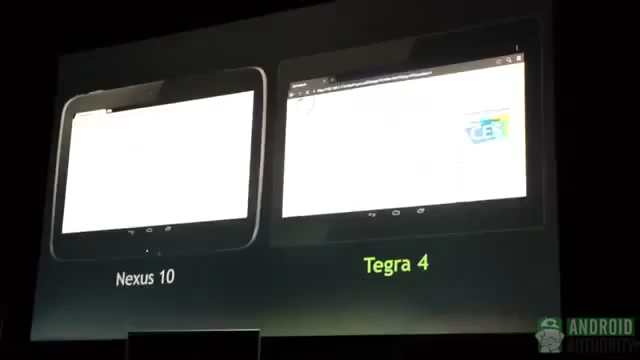 CES
Nexus 10
Tegra 4
ANDROID
AUTHORITY